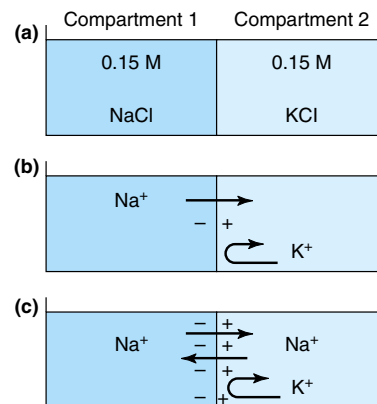 Compartment 1 Compartment 2
(a)
0.15 M 0.15 M
NaCl KCl
(b)
Na⁺
− +
K⁺
(c)
− +
Na⁺ − + Na⁺
− +
K⁺
− +